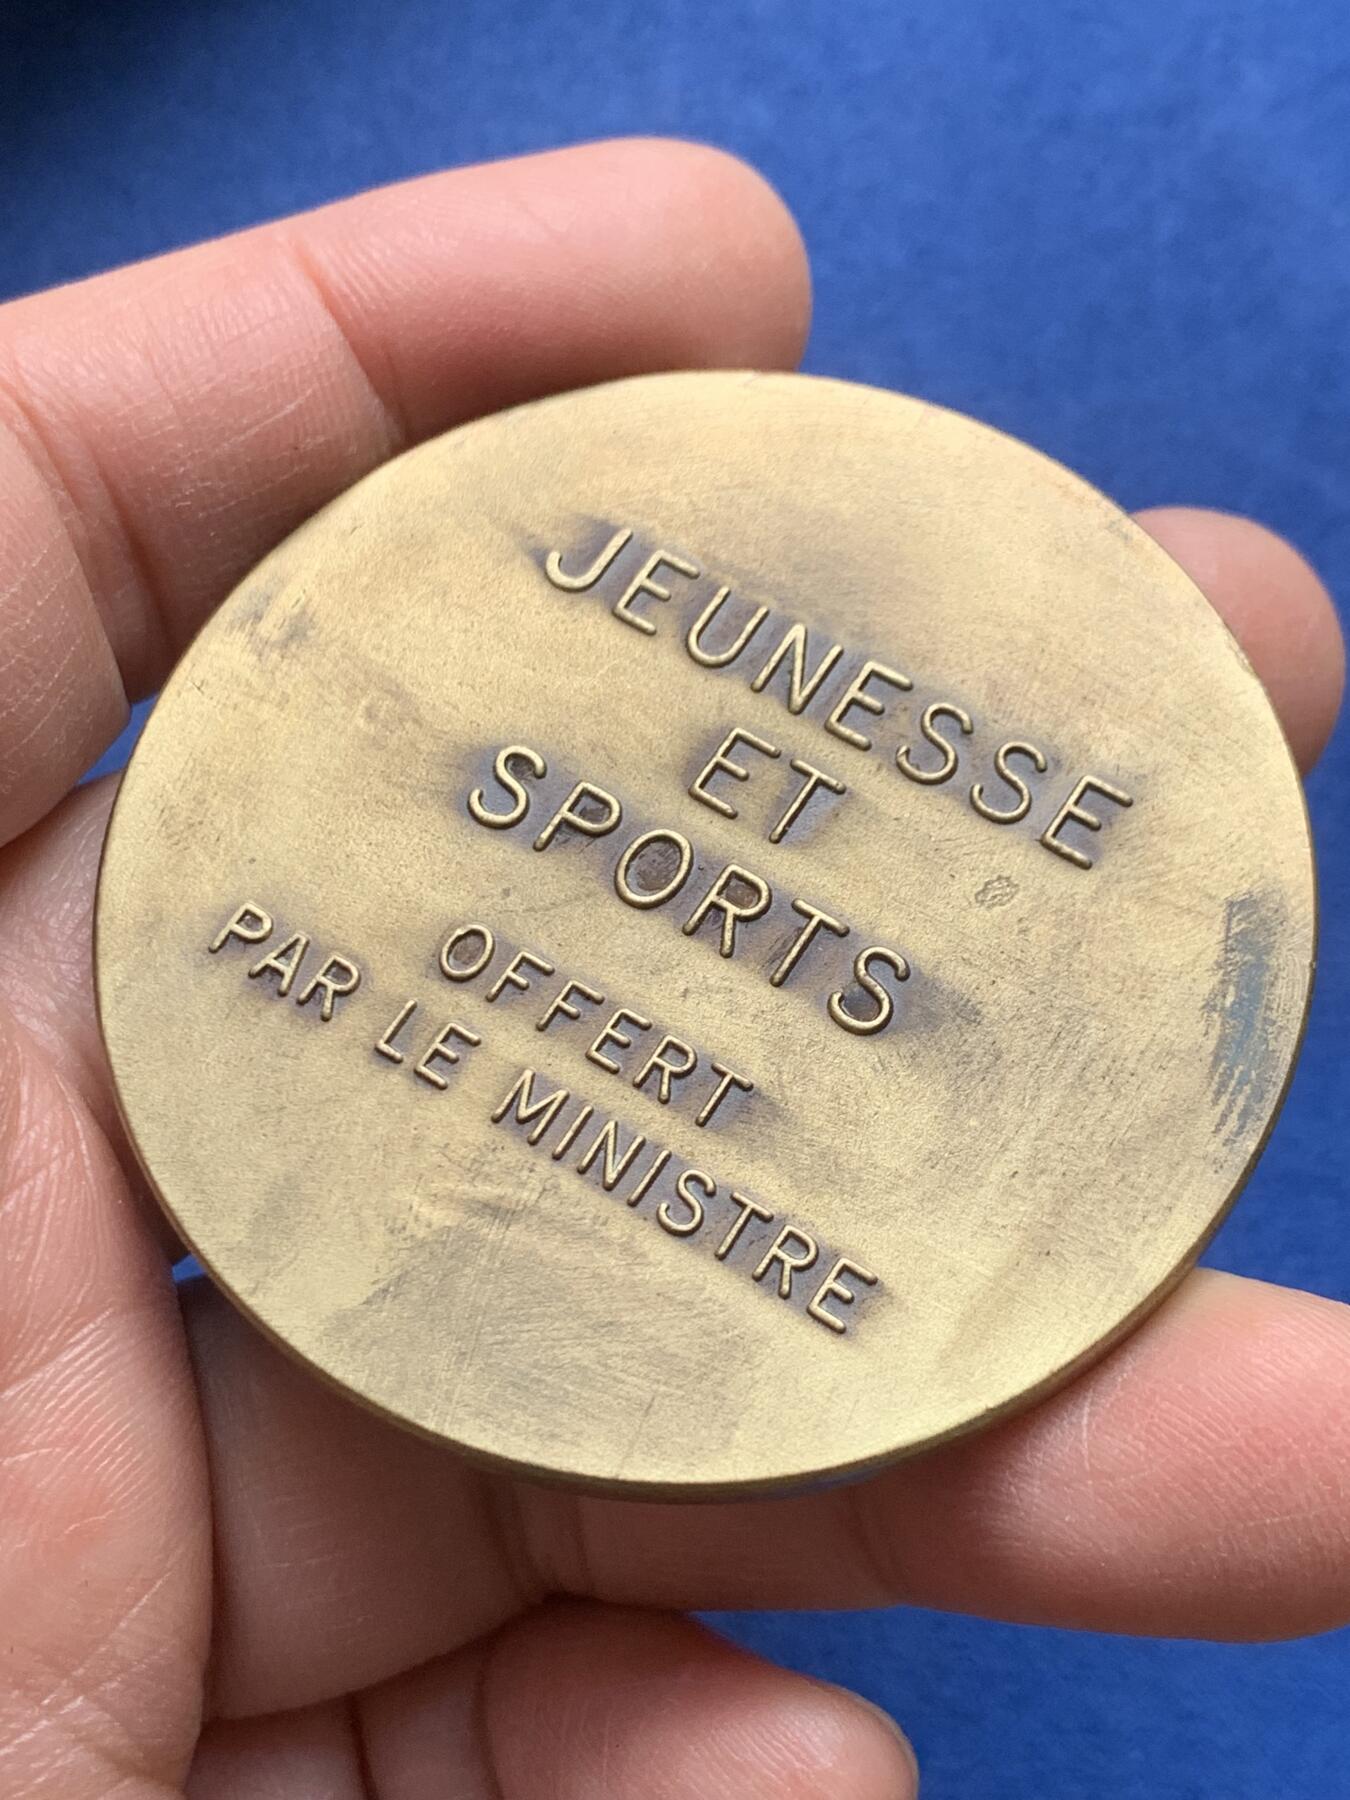 JEUNESSE
ET
SPORTS
OFFERT
PAR LE MINISTRE